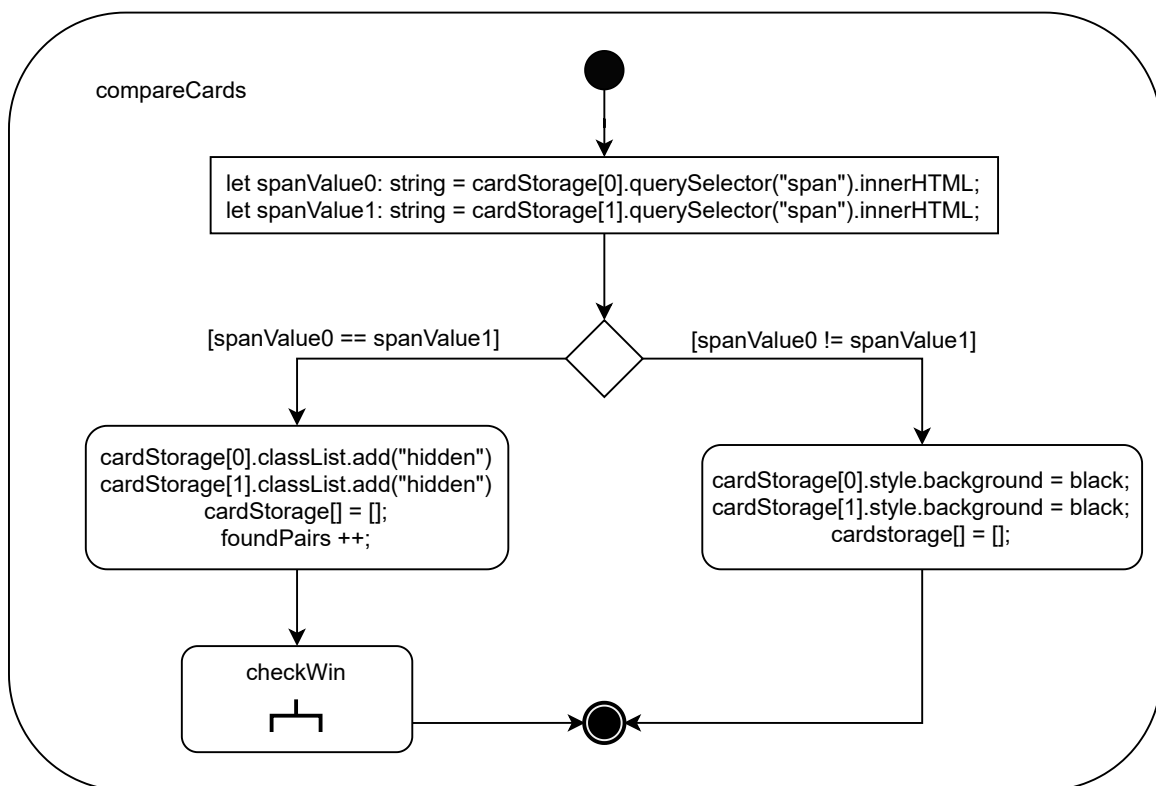 compareCards
let spanValue0: string = cardStorage[0].querySelector("span").innerHTML;
let spanValue1: string = cardStorage[1].querySelector("span").innerHTML;
[spanValue0 == spanValue1]
[spanValue0 != spanValue1]
cardStorage[0].classList.add("hidden")
cardStorage[1].classList.add("hidden")
cardStorage[] = [];
foundPairs ++;
cardStorage[0].style.background = black;
cardStorage[1].style.background = black;
cardstorage[] = [];
checkWin